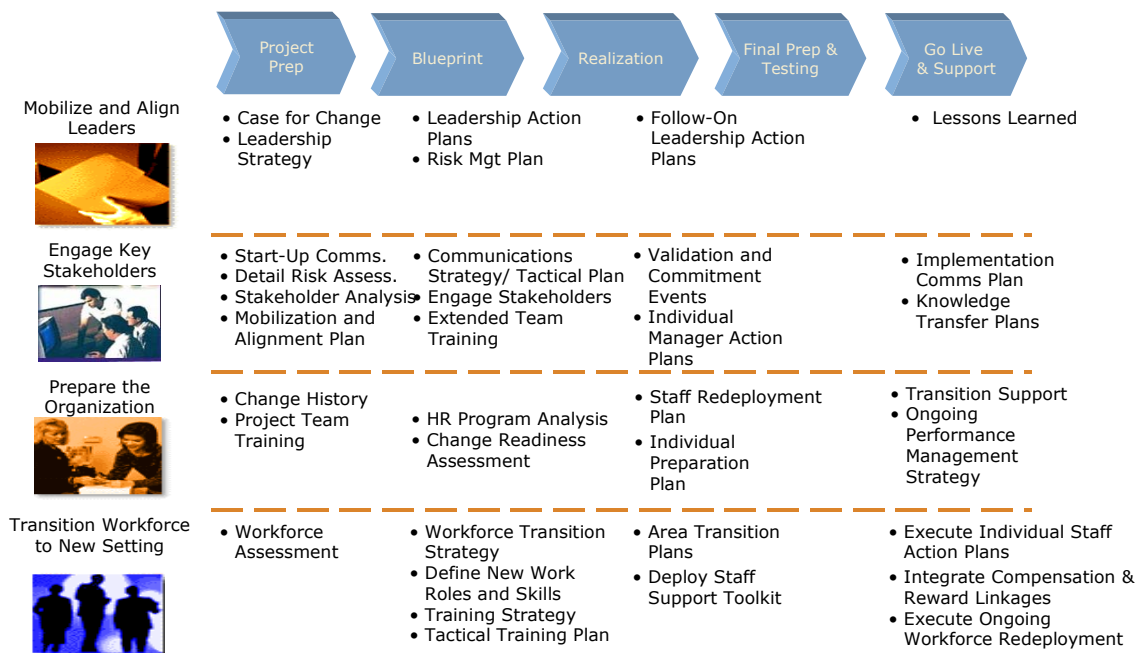 Project
Prep
Blueprint
Realization
Final Prep &
Testing
Go Live
& Support
Mobilize and Align
Leaders
• Case for Change
• Leadership
Strategy
• Leadership Action
Plans
• Risk Mgt Plan
• Follow-On
Leadership Action
Plans
• Lessons Learned
Engage Key
Stakeholders
• Start-Up Comms.
• Detail Risk Assess.
• Stakeholder Analysis
• Mobilization and
Alignment Plan
• Communications
Strategy/ Tactical Plan
• Engage Stakeholders
• Extended Team
Training
• Validation and
Commitment
Events
• Individual
Manager Action
Plans
• Implementation
Comms Plan
• Knowledge
Transfer Plans
Prepare the
Organization
• Change History
• Project Team
Training
• HR Program Analysis
• Change Readiness
Assessment
• Staff Redeployment
Plan
• Individual
Preparation
Plan
• Transition Support
• Ongoing
Performance
Management
Strategy
Transition Workforce
to New Setting
• Workforce
Assessment
• Workforce Transition
Strategy
• Define New Work
Roles and Skills
• Training Strategy
• Tactical Training Plan
• Area Transition
Plans
• Deploy Staff
Support Toolkit
• Execute Individual Staff
Action Plans
• Integrate Compensation &
Reward Linkages
• Execute Ongoing
Workforce Redeployment